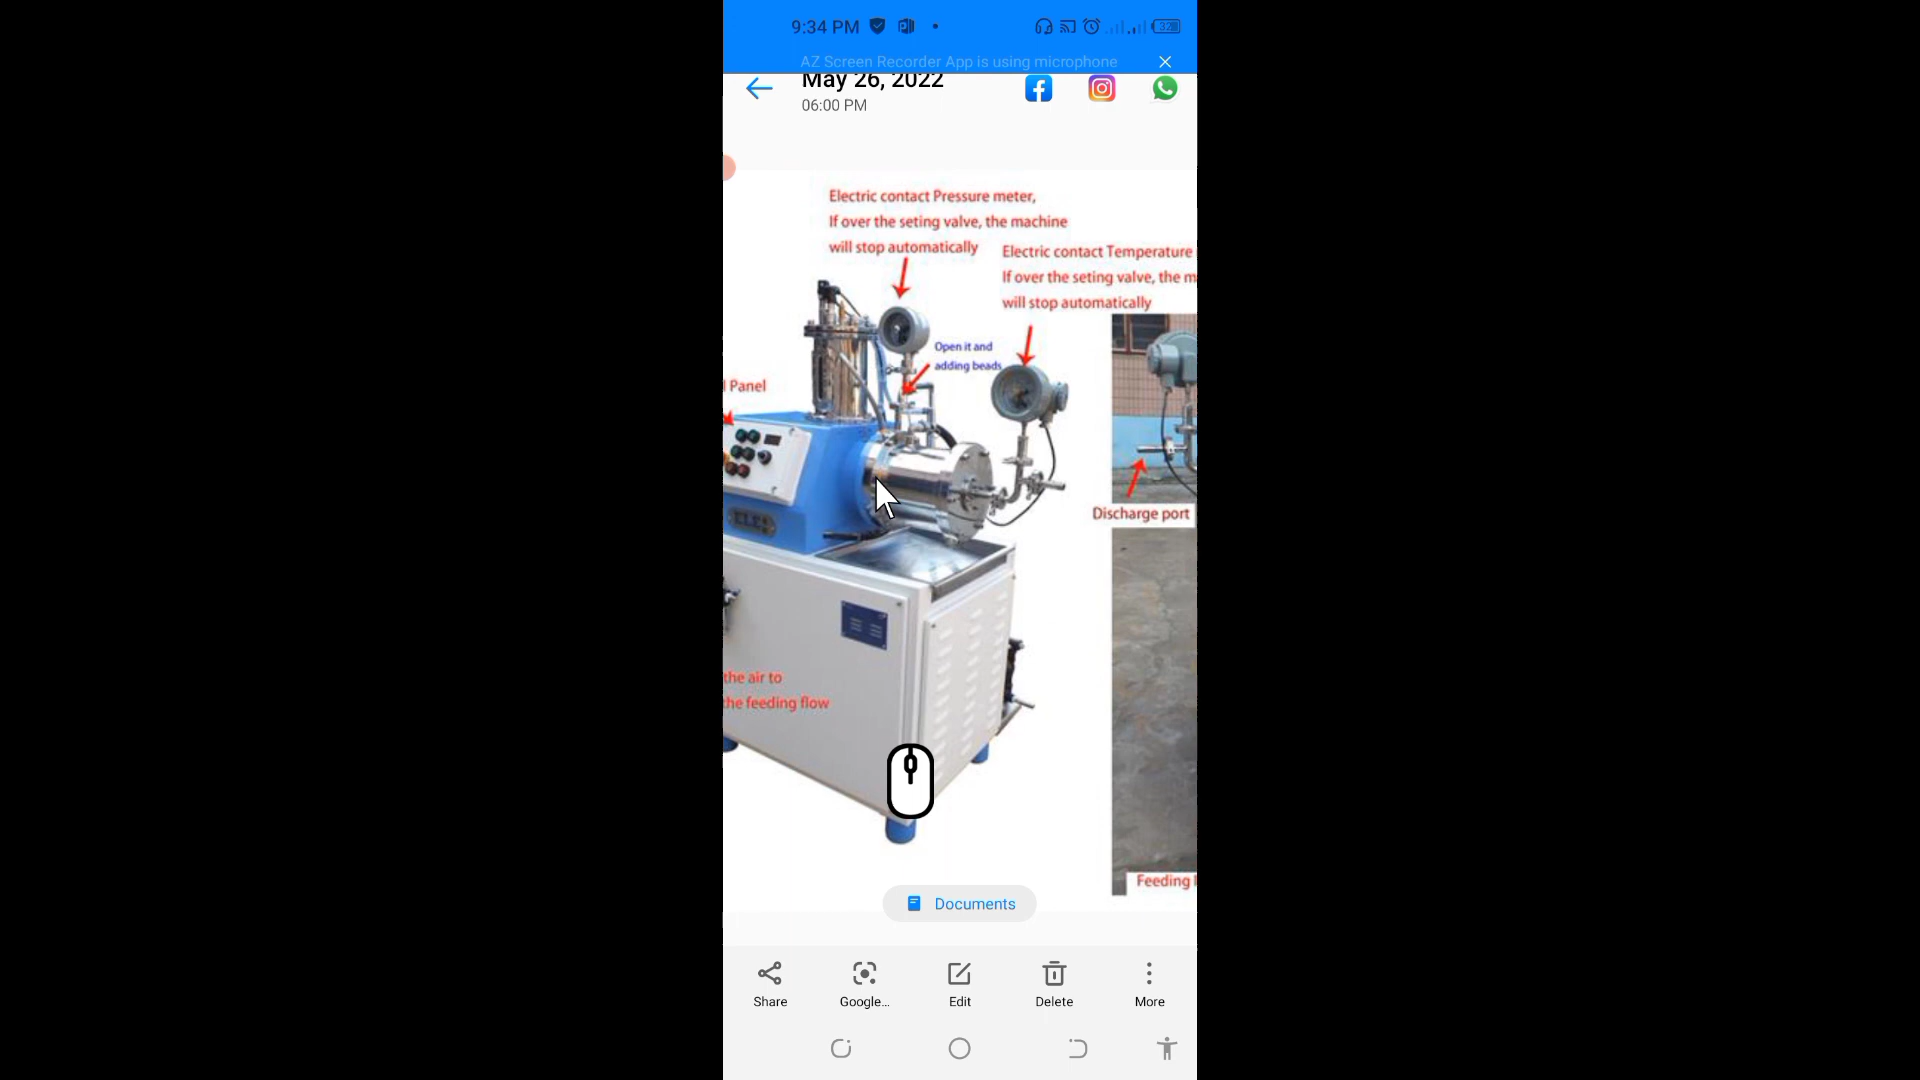 9:34 PM
32
AZ Screen Recorder App is using microphone
May 26, 2022
06:00 PM
Electric contact Pressure meter,
If over the seting valve, the machine
will stop automatically
Electric contact Temperature
If over the seting valve, the m
will stop automatically
Open it and
adding beads
l Panel
ELE
Discharge port
the air to
the feeding flow
Feeding
Documents
Share
Google...
Edit
Delete
More